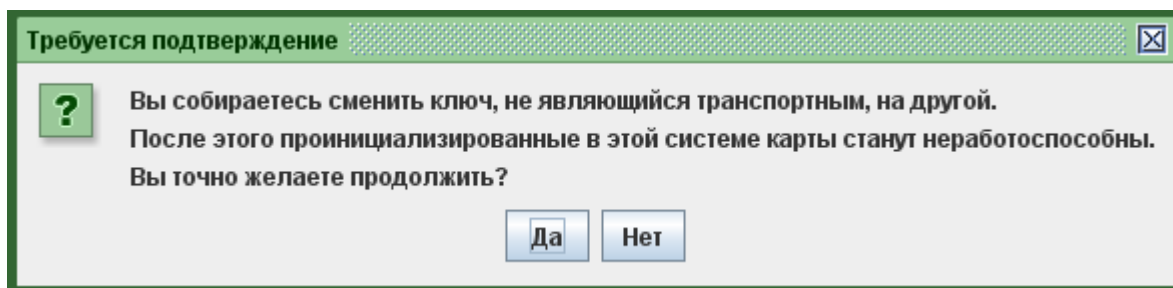 Требуется подтверждение
?
Вы собираетесь сменить ключ, не являющийся транспортным, на другой.
После этого проинициализированные в этой системе карты станут неработоспособны.
Вы точно желаете продолжить?
Да Нет